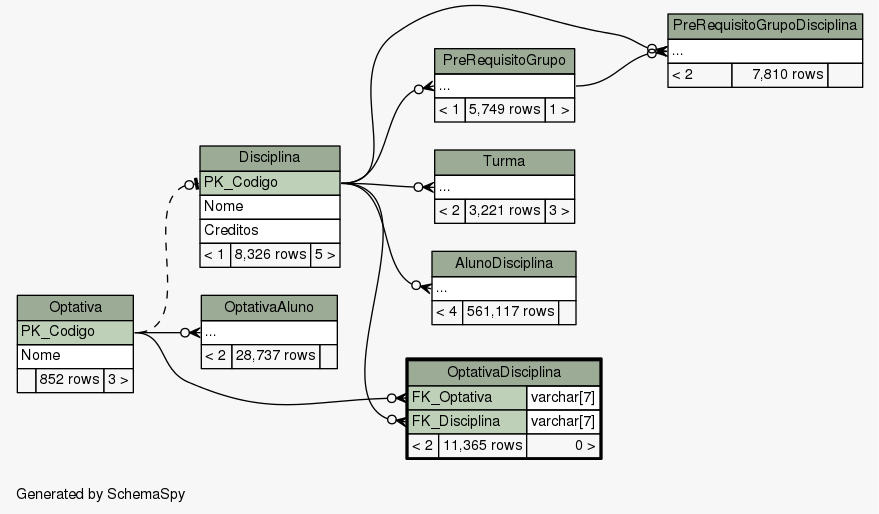 PreRequisitoGrupoDisciplina
...
< 2 7,810 rows
PreRequisitoGrupo
...
< 1 5,749 rows 1 >
Disciplina
PK_Codigo
Nome
Creditos
< 1 8,326 rows 5 >
Turma
...
< 2 3,221 rows 3 >
AlunoDisciplina
...
< 4 561,117 rows
Optativa
PK_Codigo
Nome
852 rows 3 >
OptativaAluno
...
< 2 28,737 rows
OptativaDisciplina
FK_Optativa varchar[7]
FK_Disciplina varchar[7]
< 2 11,365 rows 0 >
Generated by SchemaSpy